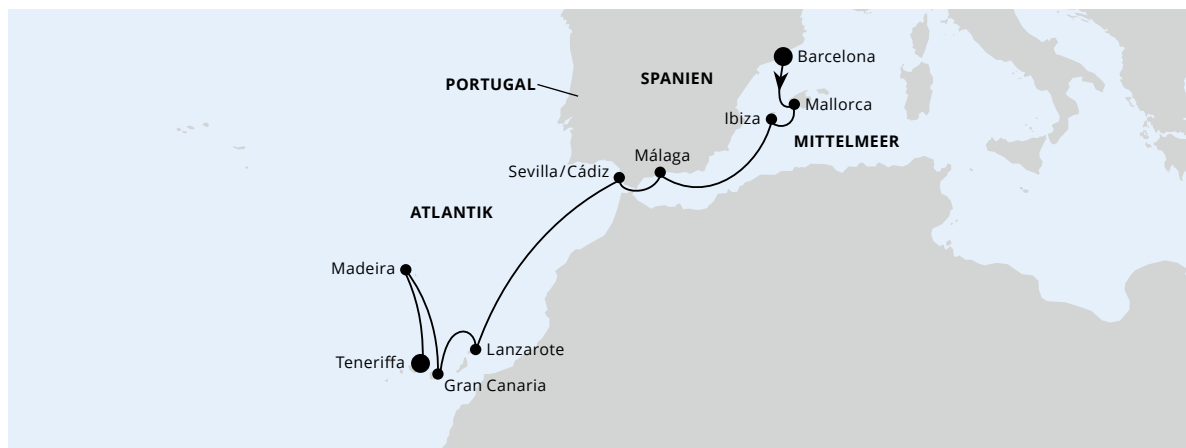 Barcelona
SPANIEN
PORTUGAL
Mallorca
Ibiza
MITTELMEER
Málaga
Sevilla/Cádiz
ATLANTIK
Madeira
Lanzarote
Teneriffa
Gran Canaria